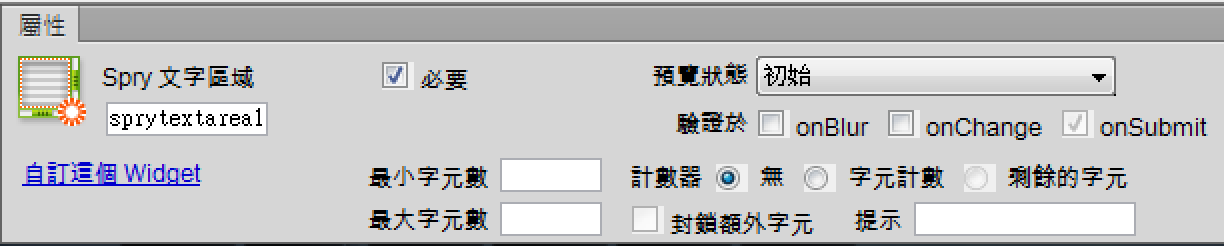 屬性
Spry 文字區域 必要 預覽狀態 初始
sprytextarea1 驗證於 onBlur onChange onSubmit
自訂這個 Widget 最小字元數 計數器 無 字元計數 剩餘的字元
最大字元數 封鎖額外字元 提示